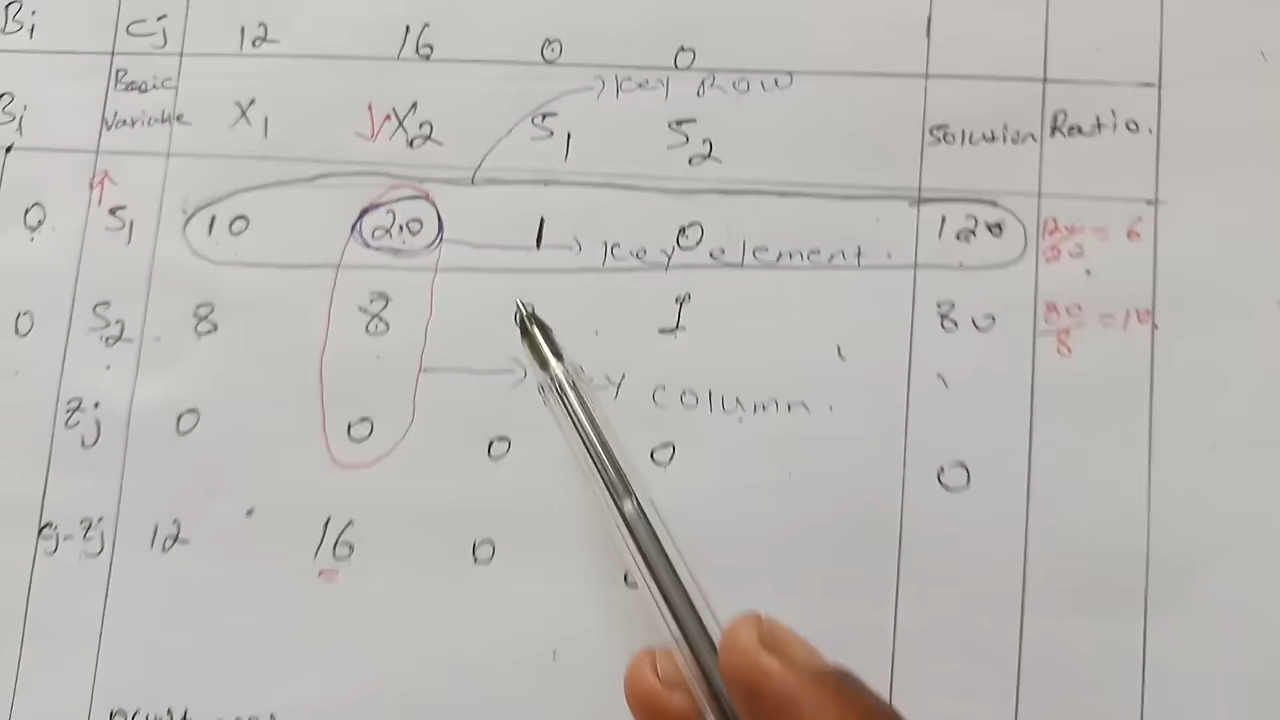 Bi Cj 12 16 0 0
→ Key Row
Bi Basic Variable X1 X2 S1 S2 Solution Ratio.
0 S1 10 20 1 0 120 120/20 = 6
→ Key element.
0 S2 8 8 1 80 80/8 = 10
→ column.
Zj 0 0 0 0 0
Cj-Zj 12 16 0